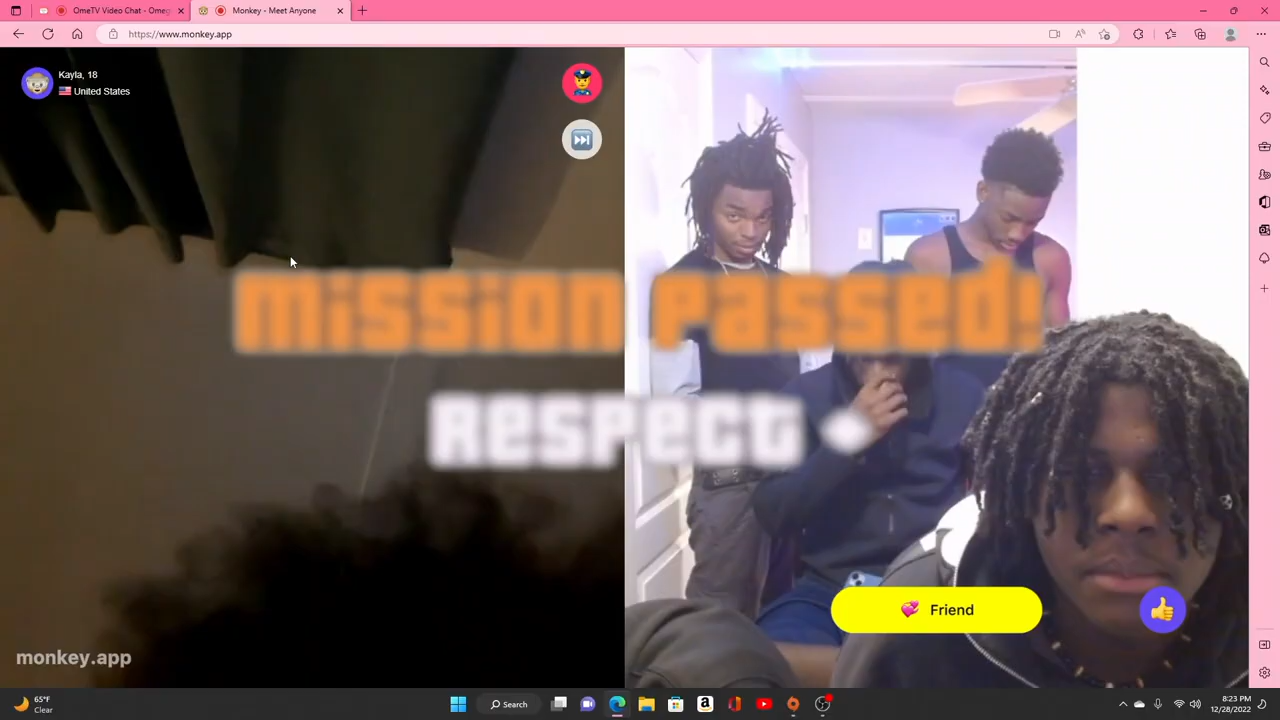 OmeTV Video Chat - Omeg
Monkey - Meet Anyone
https://www.monkey.app
Kayla, 18
United States
mission passed!
RESPECT +
Friend
monkey.app
65°F
Clear
Search
8:23 PM
12/28/2022